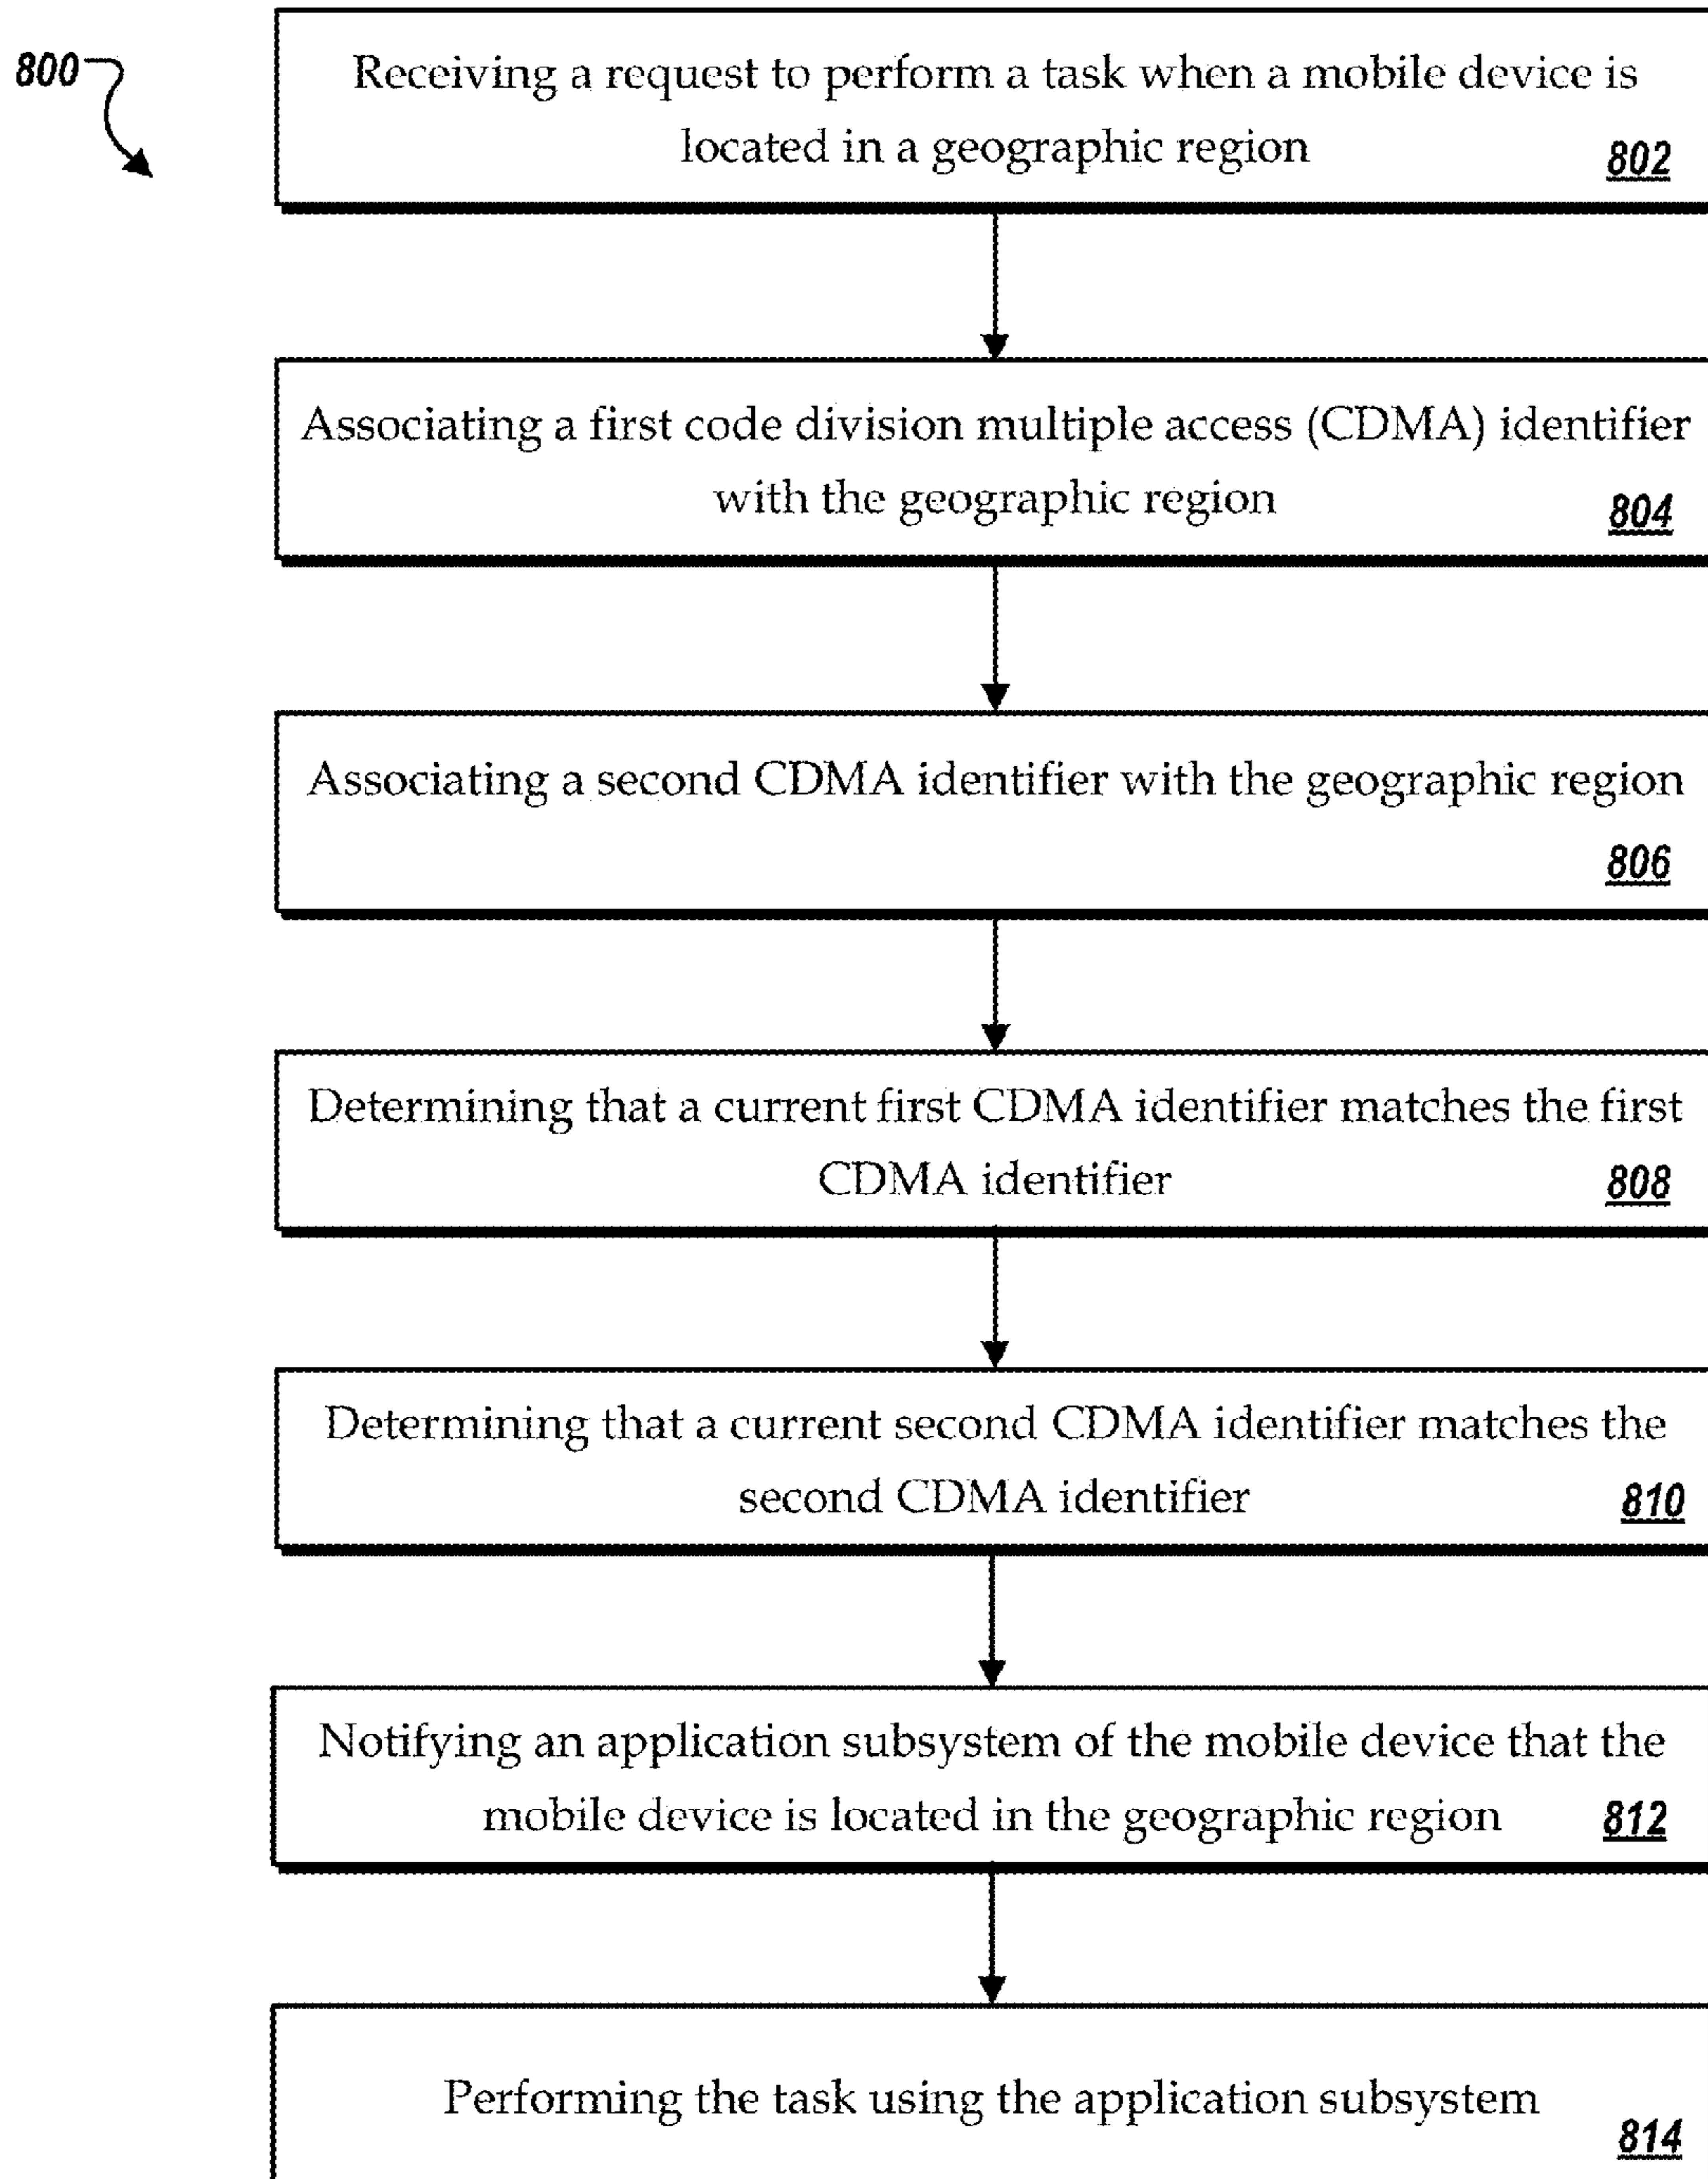 800
Receiving a request to perform a task when a mobile device is
located in a geographic region
802
Associating a first code division multiple access (CDMA) identifier
with the geographic region
804
Associating a second CDMA identifier with the geographic region
806
Determining that a current first CDMA identifier matches the first
CDMA identifier
808
Determining that a current second CDMA identifier matches the
second CDMA identifier
810
Notifying an application subsystem of the mobile device that the
mobile device is located in the geographic region
812
Performing the task using the application subsystem
814